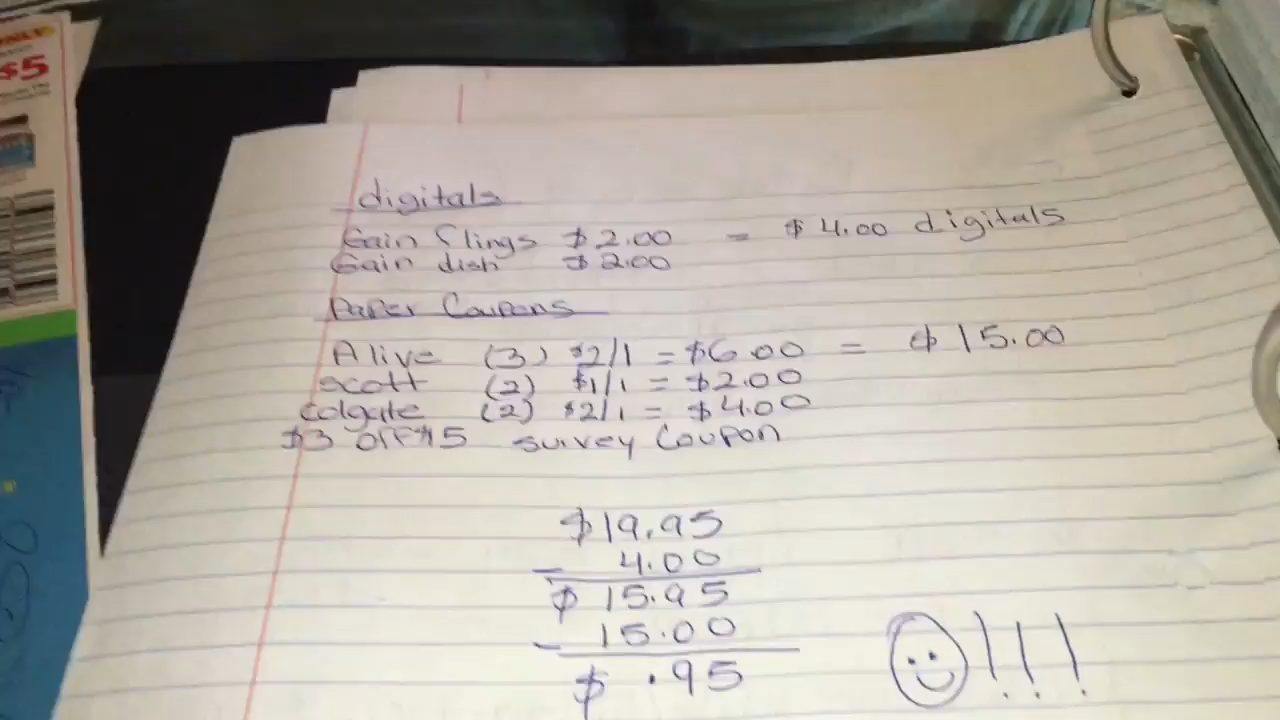 ONLY
$5
digitals
Gain flings $2.00 = $4.00 digitals
Gain dish $2.00
Paper Coupons
Alive (3) $2/1 = $6.00 = $15.00
scott (2) $1/1 = $2.00
Colgate (2) $2/1 = $4.00
$3 off $15 survey Coupon
$19.95
- 4.00
$15.95
- 15.00
$ .95
!!!